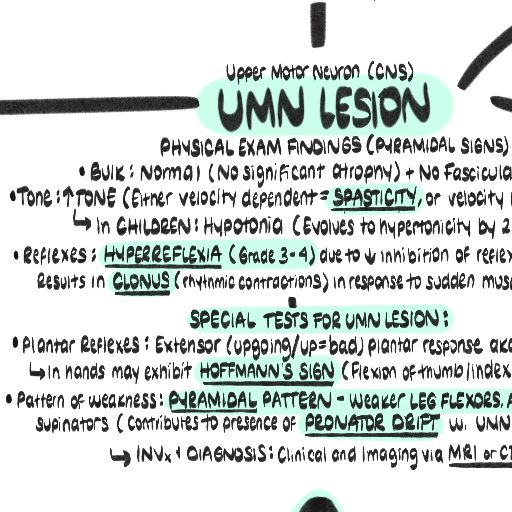 Upper Motor Neuron (CNS)
UMN LESION
PHYSICAL EXAM FINDINGS (PYRAMIDAL SIGNS)
• BULK: Normal (No significant atrophy) + No Fascicula
• Tone: ↑TONE (Either velocity dependent = SPASTICITY, or velocity
↳ In CHILDREN: Hypotonia (Evolves to hypertonicity by 2
• Reflexes: HYPERREFLEXIA (Grade 3-4) due to ↓ inhibition of reflex
Results in CLONUS (rhythmic contractions) in response to sudden mus
SPECIAL TESTS FOR UMN LESION:
• Plantar Reflexes: Extensor (upgoing/up=bad) plantar response aka
↳ In hands may exhibit HOFFMANN'S SIGN (Flexion of thumb/index
• Pattern of weakness: PYRAMIDAL PATTERN - Weaker LEG FLEXORS, A
supinators (contributes to presence of PRONATOR DRIFT w. UMN
↳ INVx + DIAGNOSIS: Clinical and Imaging via MRI or CT